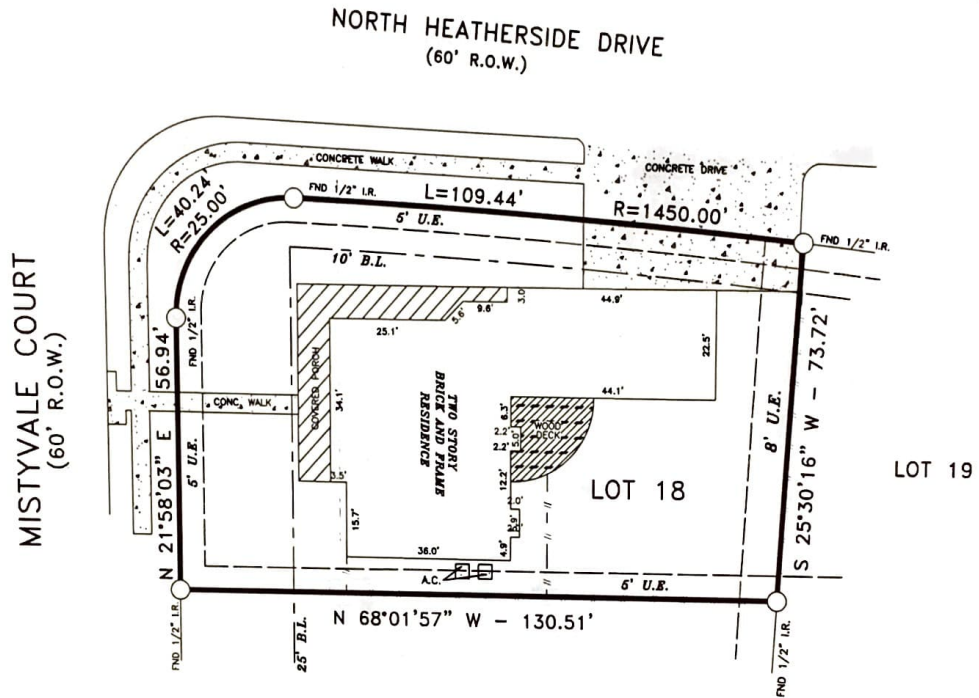 NORTH HEATHERSIDE DRIVE
(60' R.O.W.)
CONCRETE WALK
CONCRETE DRIVE
L=40.24'
R=25.00'
FND 1/2" I.R.
L=109.44'
R=1450.00'
FND 1/2" I.R.
5' U.E.
10' B.L.
44.9'
3.0'
9.6'
5.6'
25.1'
22.5'
MISTYVALE COURT
(60' R.O.W.)
FND 1/2" I.R.
N 21°58'03" E 56.94'
5' U.E.
CONC. WALK
COVERED PORCH
34.1'
TWO STORY
BRICK AND FRAME
RESIDENCE
44.1'
6.3'
WOOD
DECK
2.2'
5.0'
2.2'
12.2'
3.5'
15.7'
2.0'
4.9'
36.0'
A.C.
LOT 18
8' U.E.
S 25°30'16" W - 73.72'
LOT 19
5' U.E.
N 68°01'57" W - 130.51'
FND 1/2" I.R.
25' B.L.
FND 1/2" I.R.